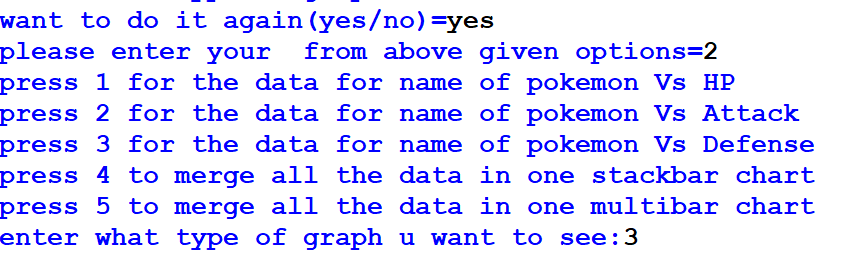 want to do it again(yes/no)=yes
please enter your  from above given options=2
press 1 for the data for name of pokemon Vs HP
press 2 for the data for name of pokemon Vs Attack
press 3 for the data for name of pokemon Vs Defense
press 4 to merge all the data in one stackbar chart
press 5 to merge all the data in one multibar chart
enter what type of graph u want to see:3